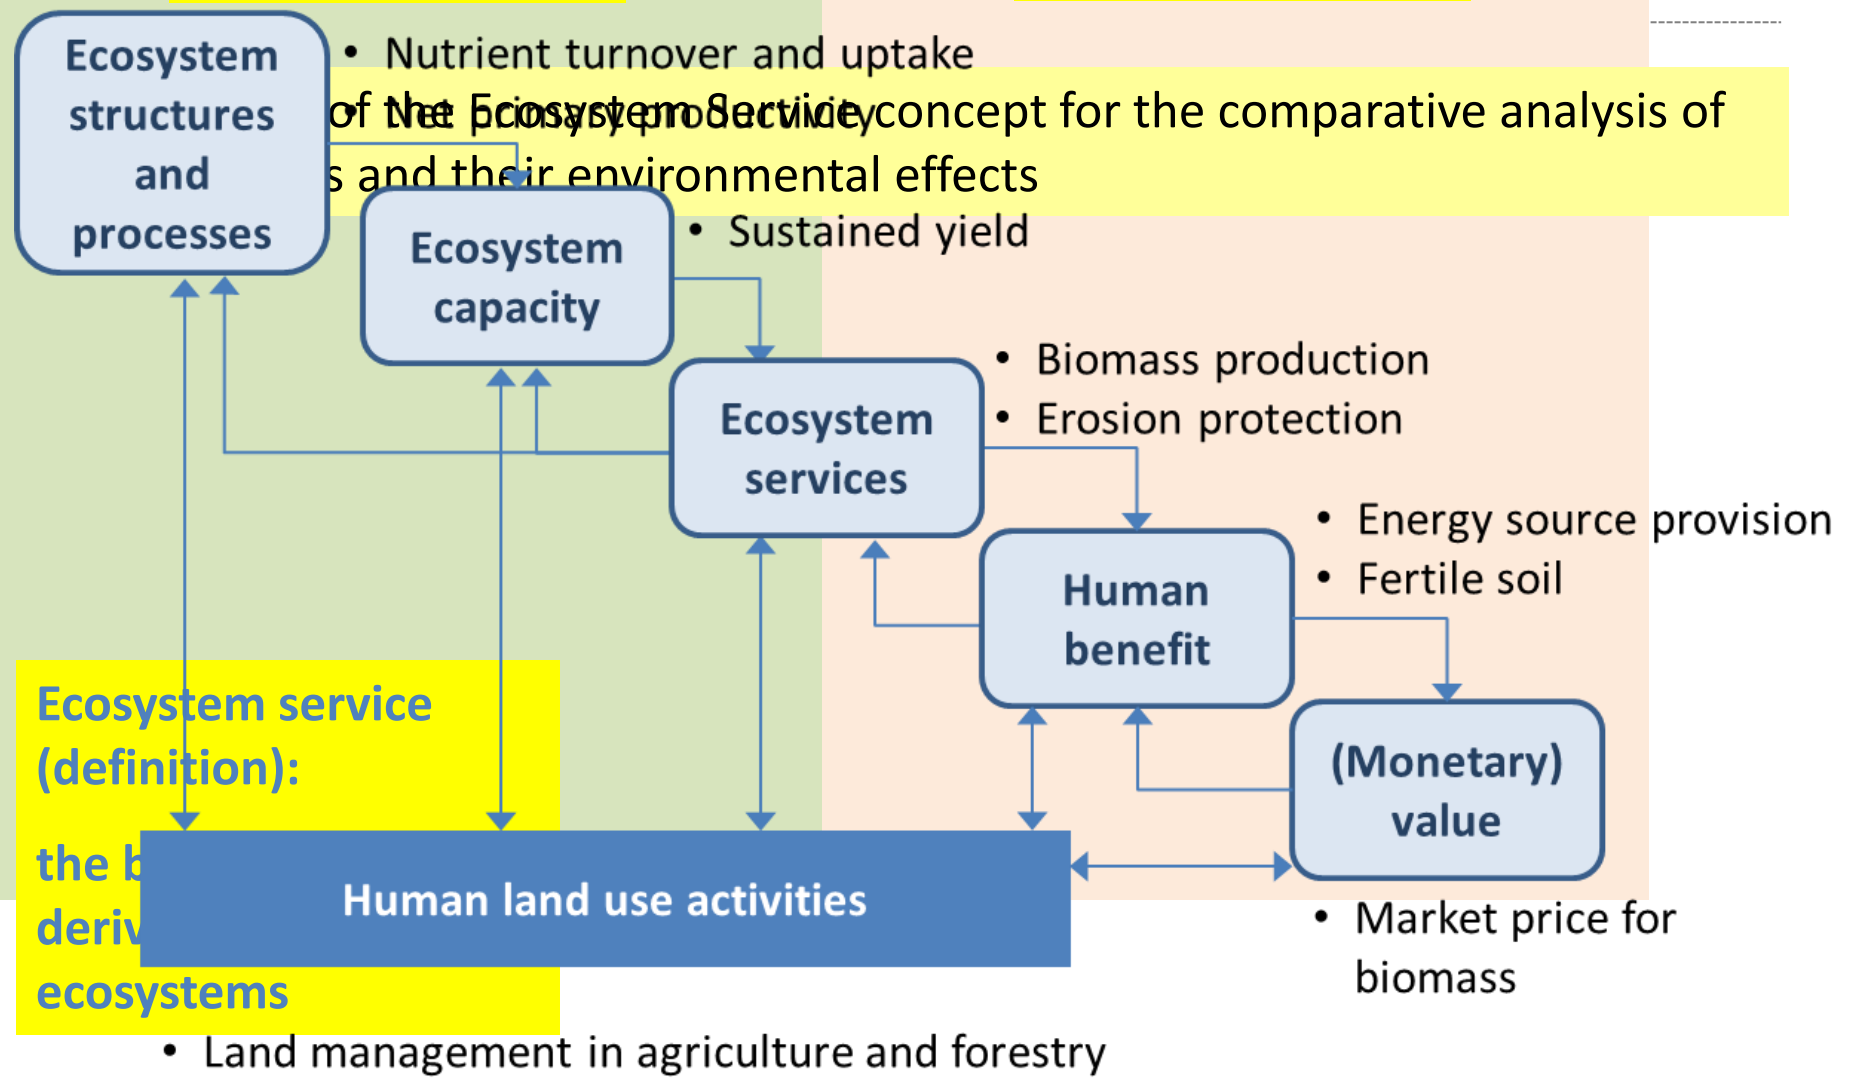 Ecosystem
structures
and
processes
• Nutrient turnover and uptake
• Net primary productivity
of the Ecosystem Service concept for the comparative analysis of
s and their environmental effects
Ecosystem
capacity
• Sustained yield
Ecosystem
services
• Biomass production
• Erosion protection
Human
benefit
• Energy source provision
• Fertile soil
(Monetary)
value
• Market price for
biomass
Ecosystem service
(definition):
the b
deriv
ecosystems
Human land use activities
• Land management in agriculture and forestry